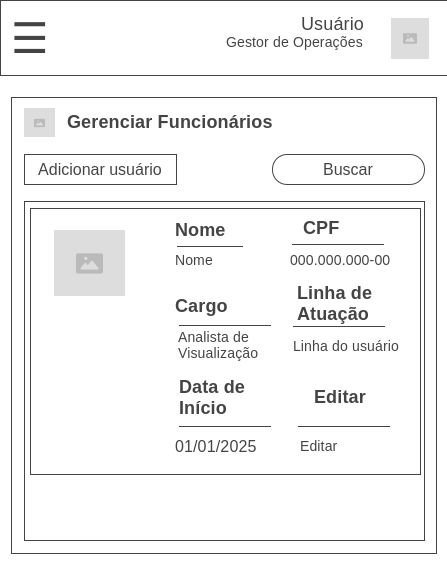 Usuário
Gestor de Operações
Gerenciar Funcionários
Adicionar usuário
Buscar
Nome
CPF
Nome
000.000.000-00
Cargo
Linha de
Atuação
Analista de
Visualização
Linha do usuário
Data de
Início
Editar
01/01/2025
Editar